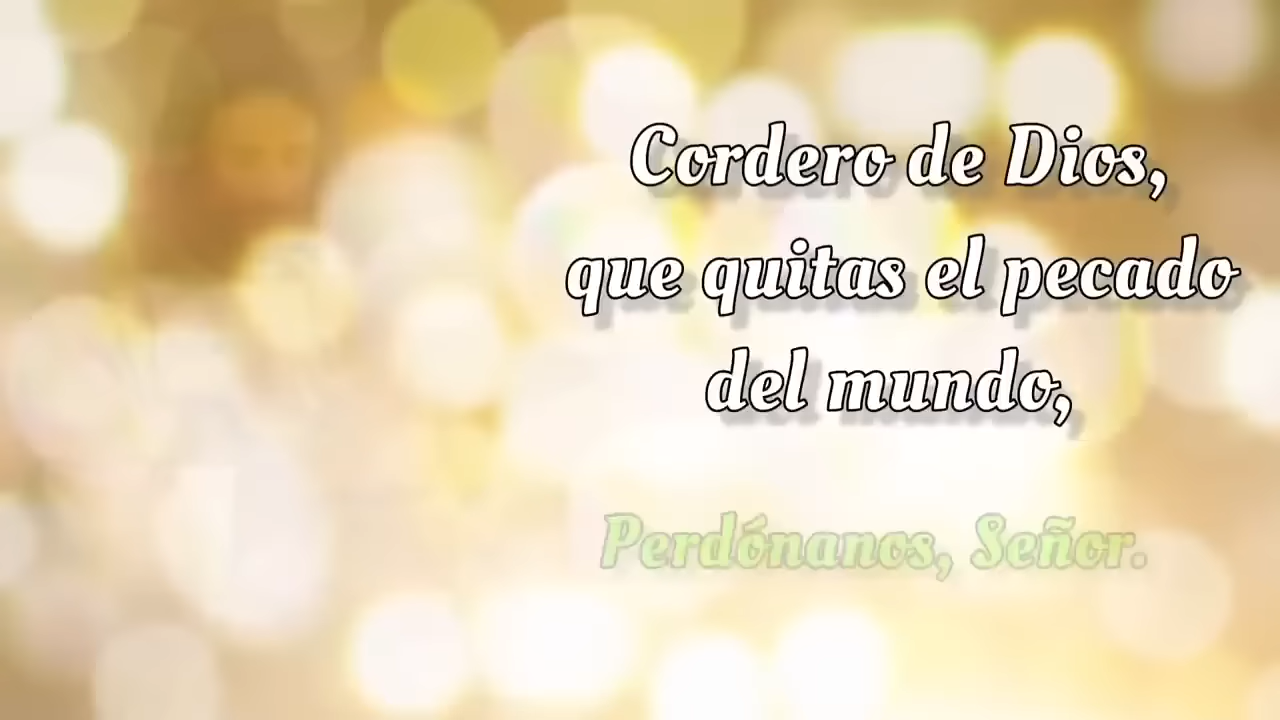 Cordero de Dios,
que quitas el pecado
del mundo,
Perdónanos, Señor.